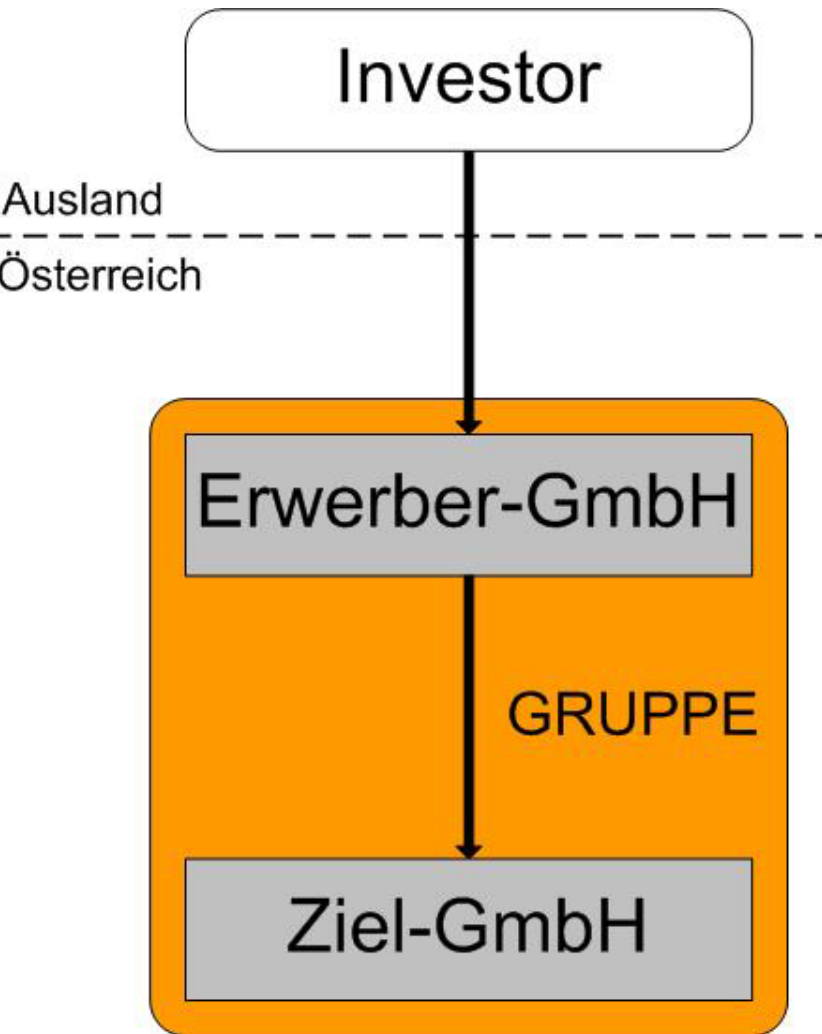 Investor
Ausland
Österreich
Erwerber-GmbH
GRUPPE
Ziel-GmbH